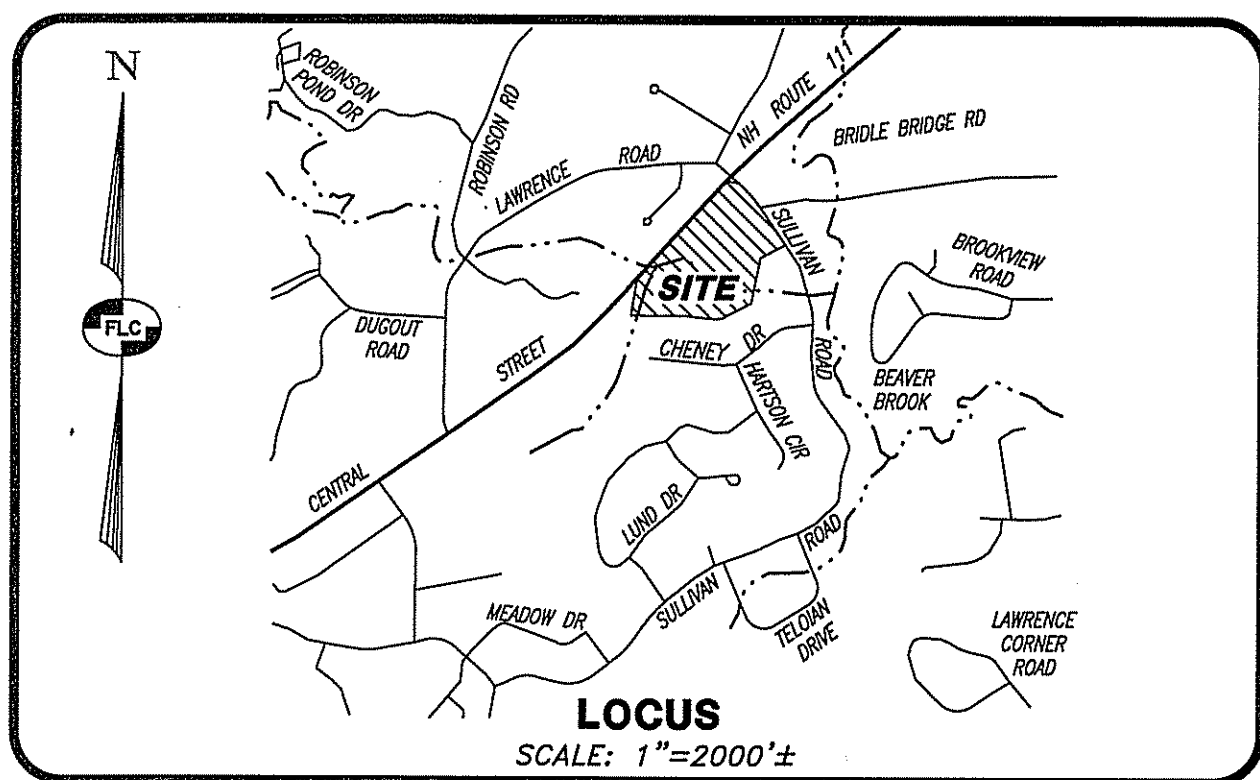 N
ROBINSON
POND DR
ROBINSON RD
LAWRENCE ROAD
NH ROUTE 111
BRIDLE BRIDGE RD
SULLIVAN
BROOKVIEW
ROAD
SITE
FLC
DUGOUT
ROAD
STREET
CHENEY DR
ROAD
HARTSON CIR
BEAVER
BROOK
CENTRAL
LUND DR
ROAD
SULLIVAN
MEADOW DR
TELOIAN
DRIVE
LAWRENCE
CORNER
ROAD
LOCUS
SCALE: 1"=2000'±